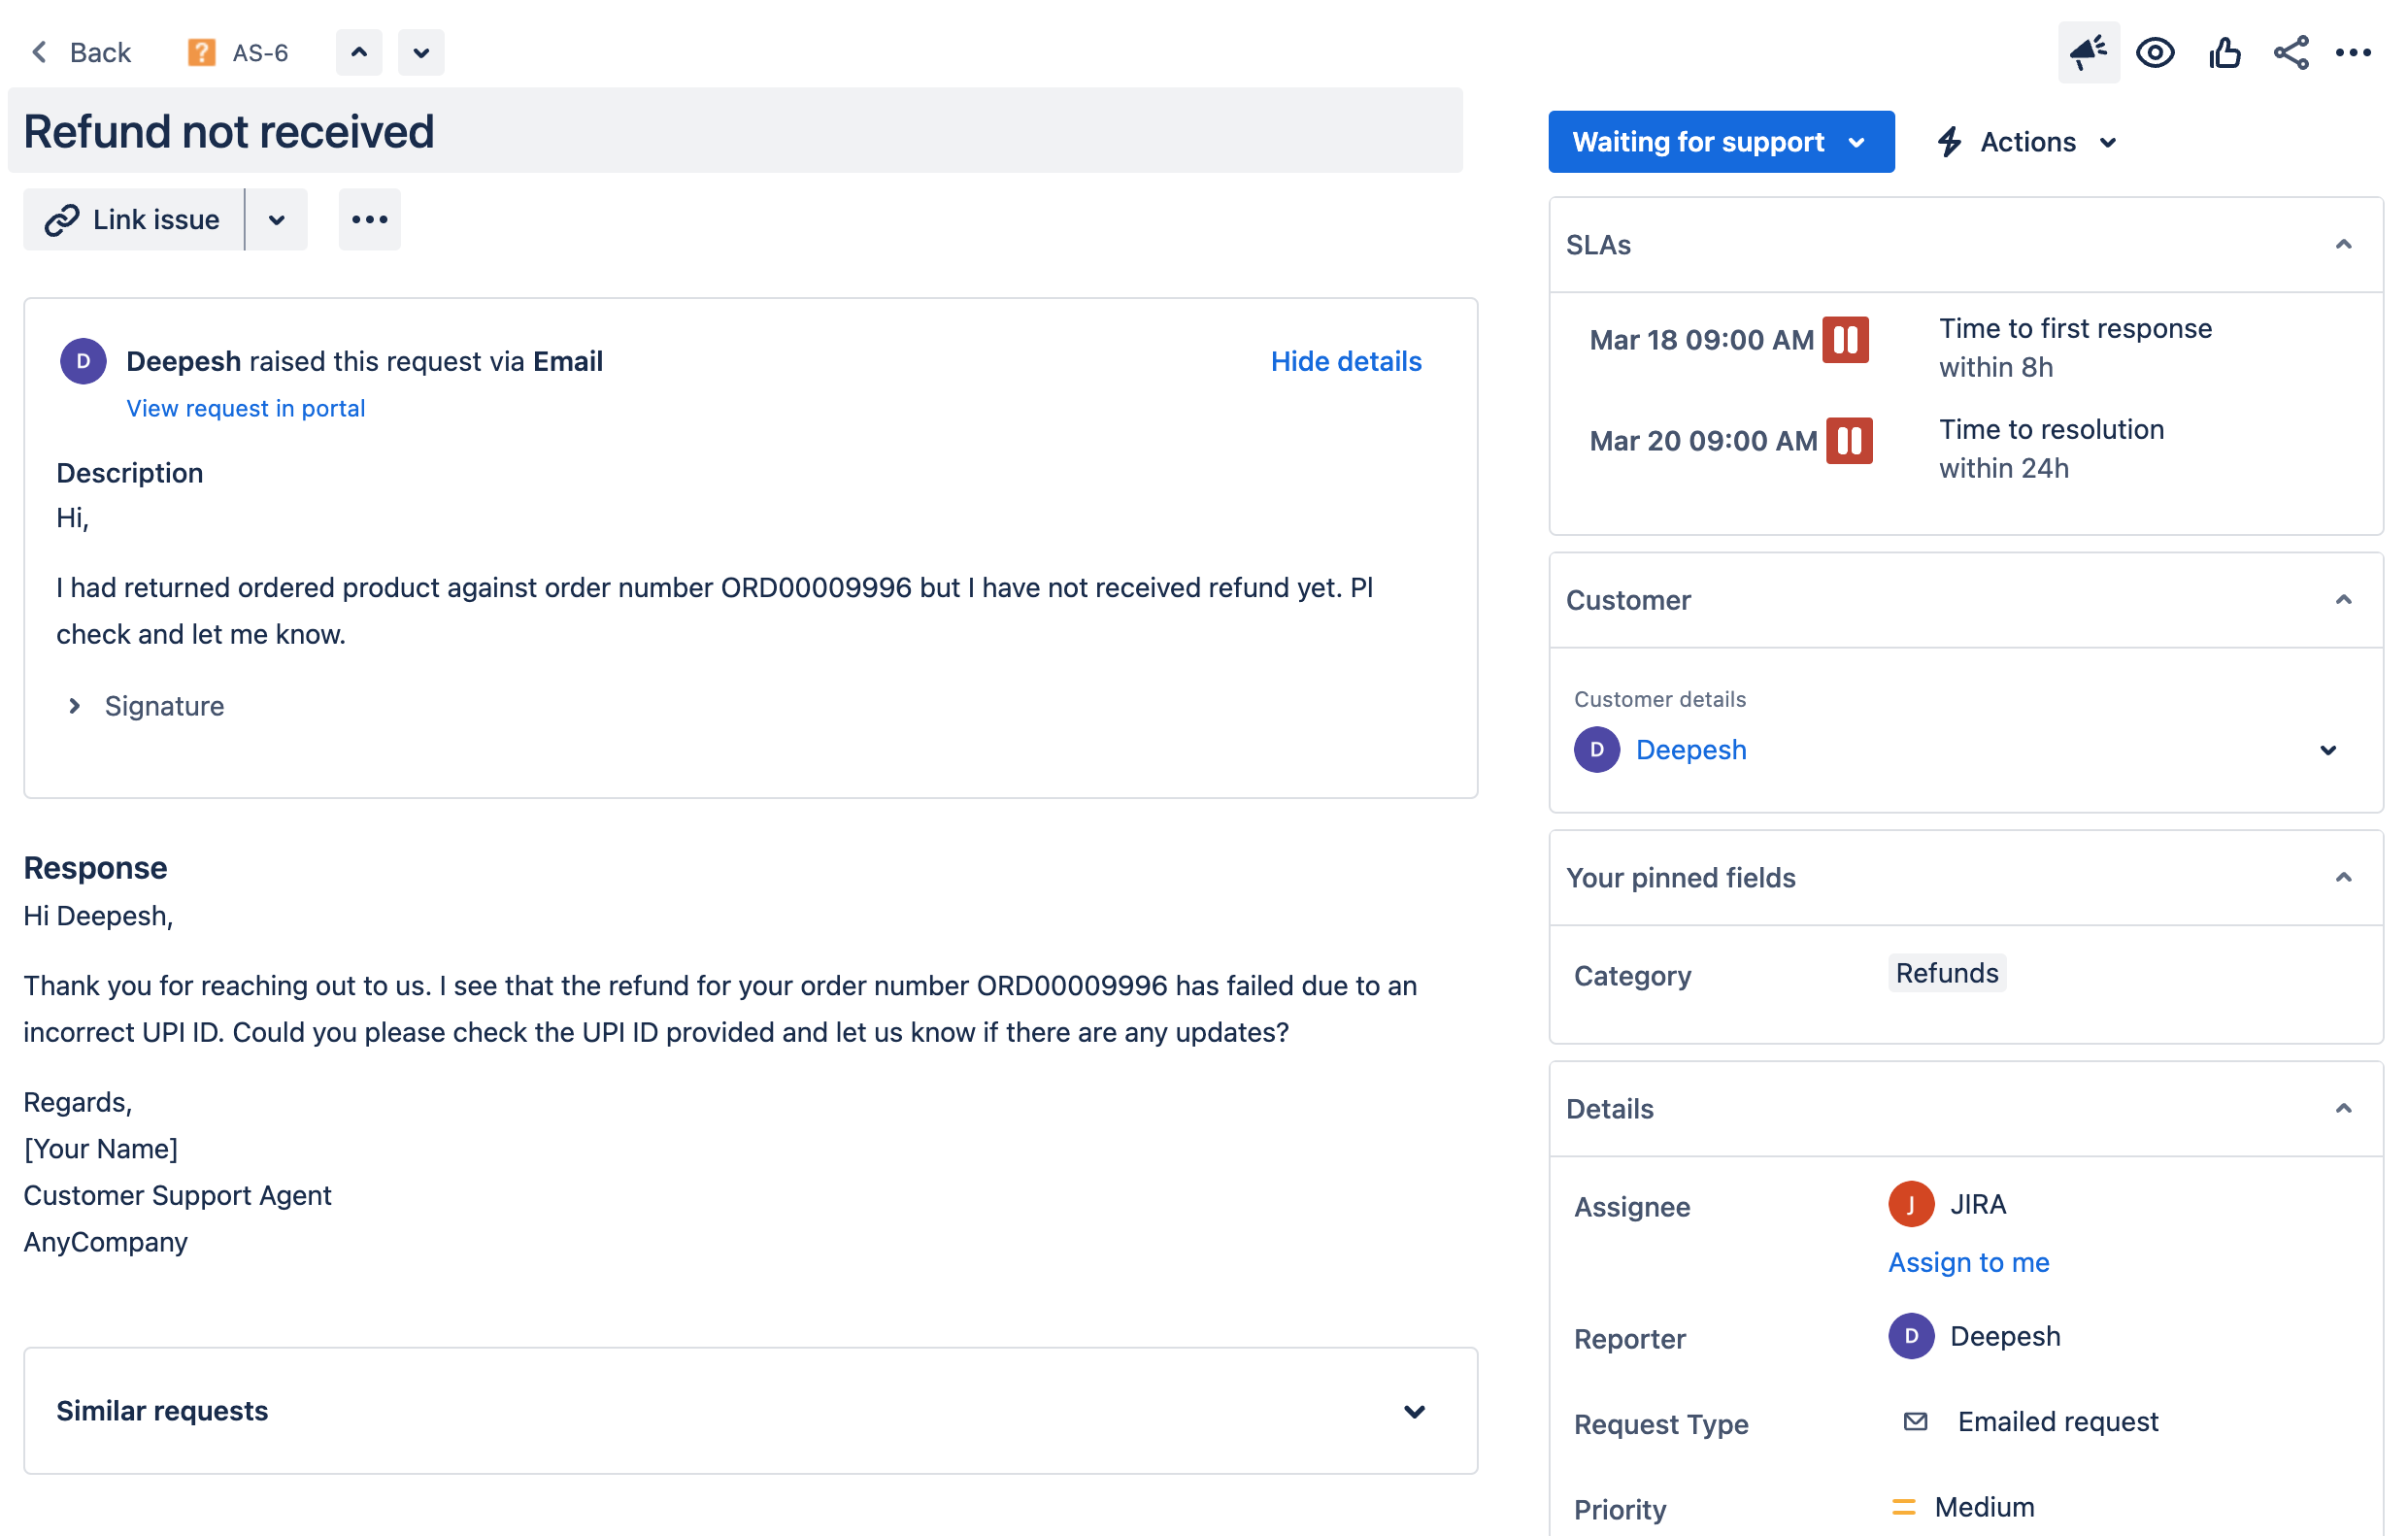 Back
AS-6
Refund not received
Link issue
D
Deepesh raised this request via Email
Hide details
View request in portal
Description
Hi,
I had returned ordered product against order number ORD00009996 but I have not received refund yet. Pl
check and let me know.
Signature
Response
Hi Deepesh,
Thank you for reaching out to us. I see that the refund for your order number ORD00009996 has failed due to an
incorrect UPI ID. Could you please check the UPI ID provided and let us know if there are any updates?
Regards,
[Your Name]
Customer Support Agent
AnyCompany
Similar requests
Waiting for support
Actions
SLAs
Mar 18 09:00 AM
Time to first response
within 8h
Mar 20 09:00 AM
Time to resolution
within 24h
Customer
Customer details
D
Deepesh
Your pinned fields
Category
Refunds
Details
Assignee
J
JIRA
Assign to me
Reporter
D
Deepesh
Request Type
Emailed request
Priority
Medium